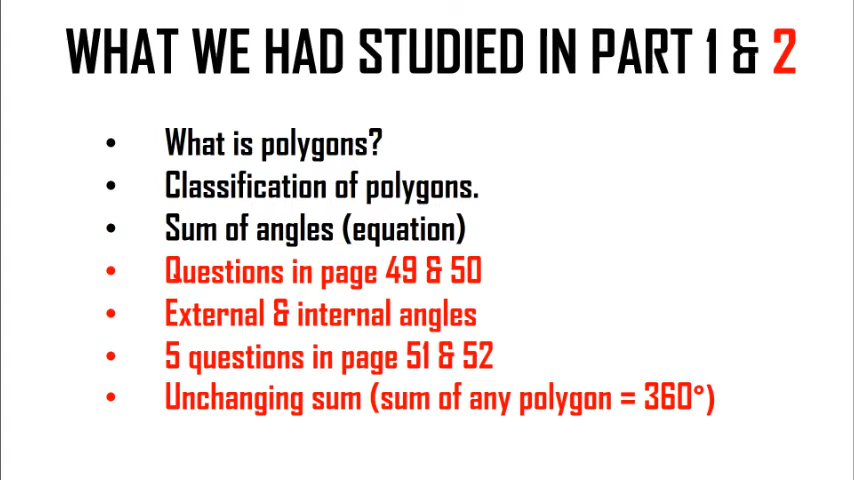 WHAT WE HAD STUDIED IN PART 1 & 2
• What is polygons?
• Classification of polygons.
• Sum of angles (equation)
• Questions in page 49 & 50
• External & internal angles
• 5 questions in page 51 & 52
• Unchanging sum (sum of any polygon = 360°)